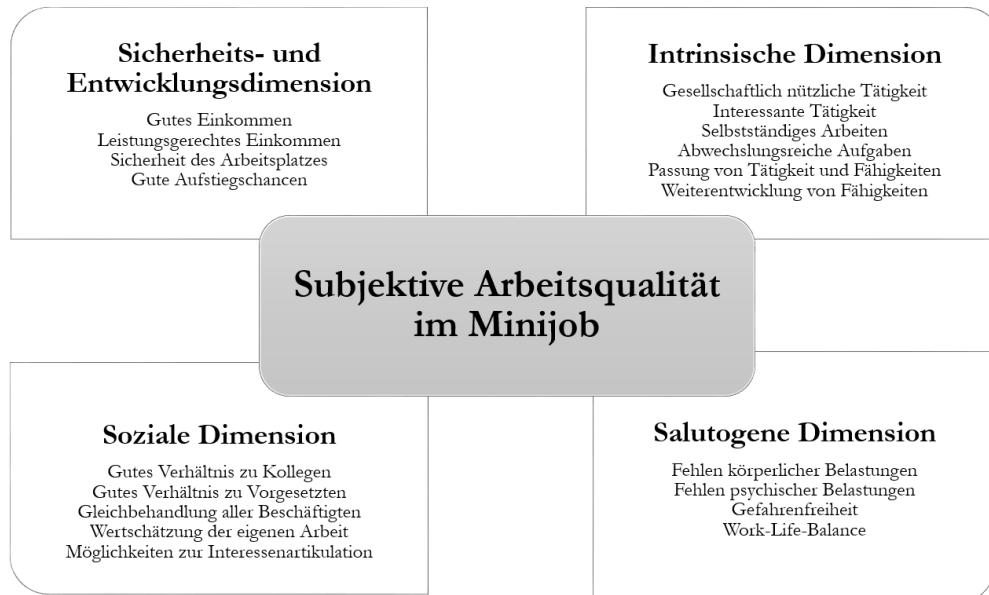 Sicherheits- und
Entwicklungsdimension
Gutes Einkommen
Leistungsgerechtes Einkommen
Sicherheit des Arbeitsplatzes
Gute Aufstiegschancen
Intrinsische Dimension
Gesellschaftlich nützliche Tätigkeit
Interessante Tätigkeit
Selbstständiges Arbeiten
Abwechslungsreiche Aufgaben
Passung von Tätigkeit und Fähigkeiten
Weiterentwicklung von Fähigkeiten
Subjektive Arbeitsqualität
im Minijob
Soziale Dimension
Gutes Verhältnis zu Kollegen
Gutes Verhältnis zu Vorgesetzten
Gleichbehandlung aller Beschäftigten
Wertschätzung der eigenen Arbeit
Möglichkeiten zur Interessenartikulation
Salutogene Dimension
Fehlen körperlicher Belastungen
Fehlen psychischer Belastungen
Gefahrenfreiheit
Work-Life-Balance